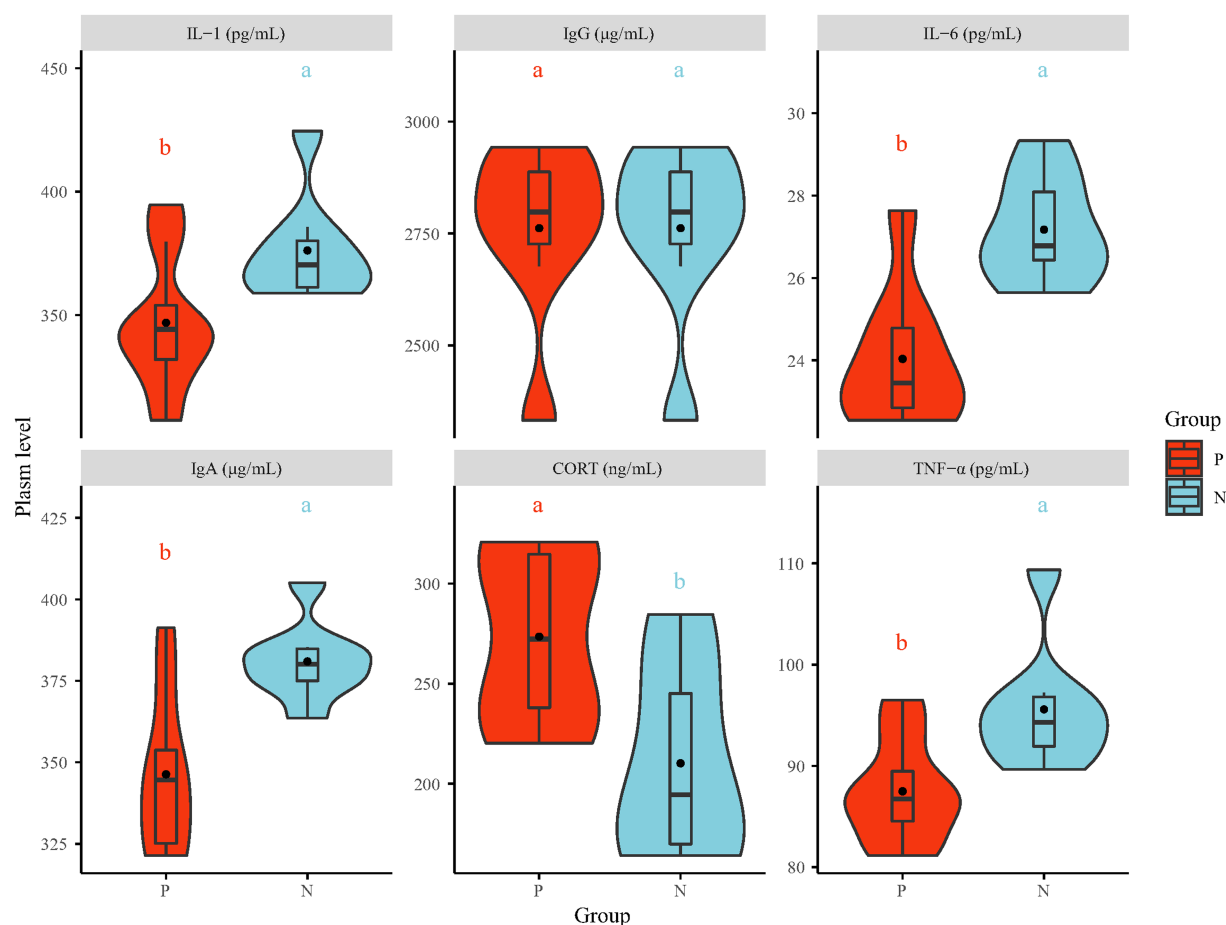 IL−1 (pg/mL)
IgG (μg/mL)
IL−6 (pg/mL)
450
400
350
b
a
3000
2750
2500
a
a
30
28
26
24
b
a
IgA (μg/mL)
CORT (ng/mL)
TNF−α (pg/mL)
425
400
375
350
325
b
a
300
250
200
a
b
110
100
90
80
b
a
P
N
P
N
P
N
Plasm level
Group
Group
P
N